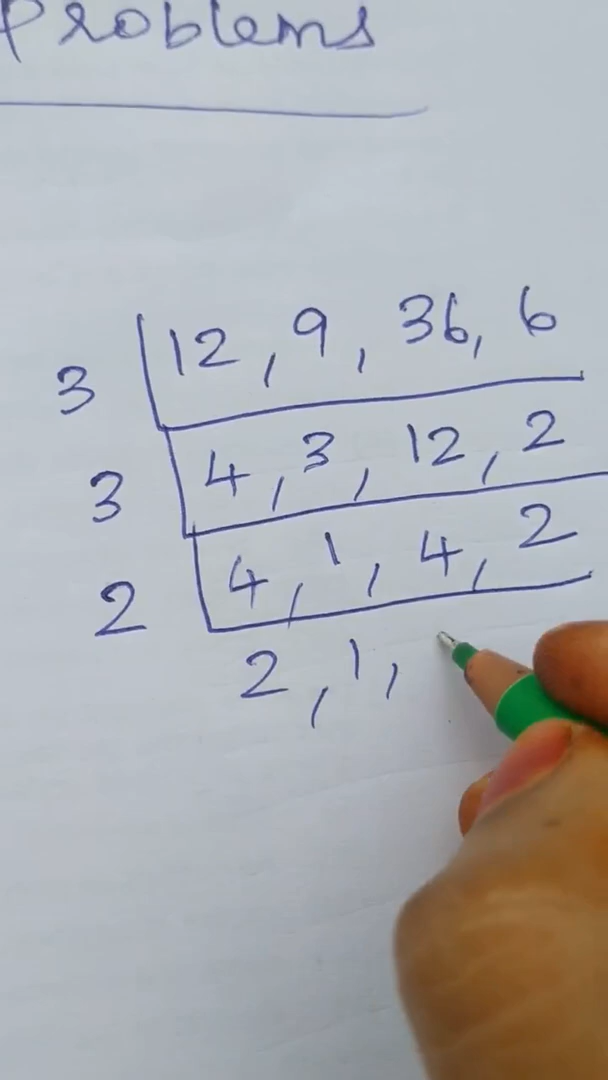 Problems
3 12, 9, 36, 6
3 4, 3, 12, 2
2 4, 1, 4, 2
2, 1,